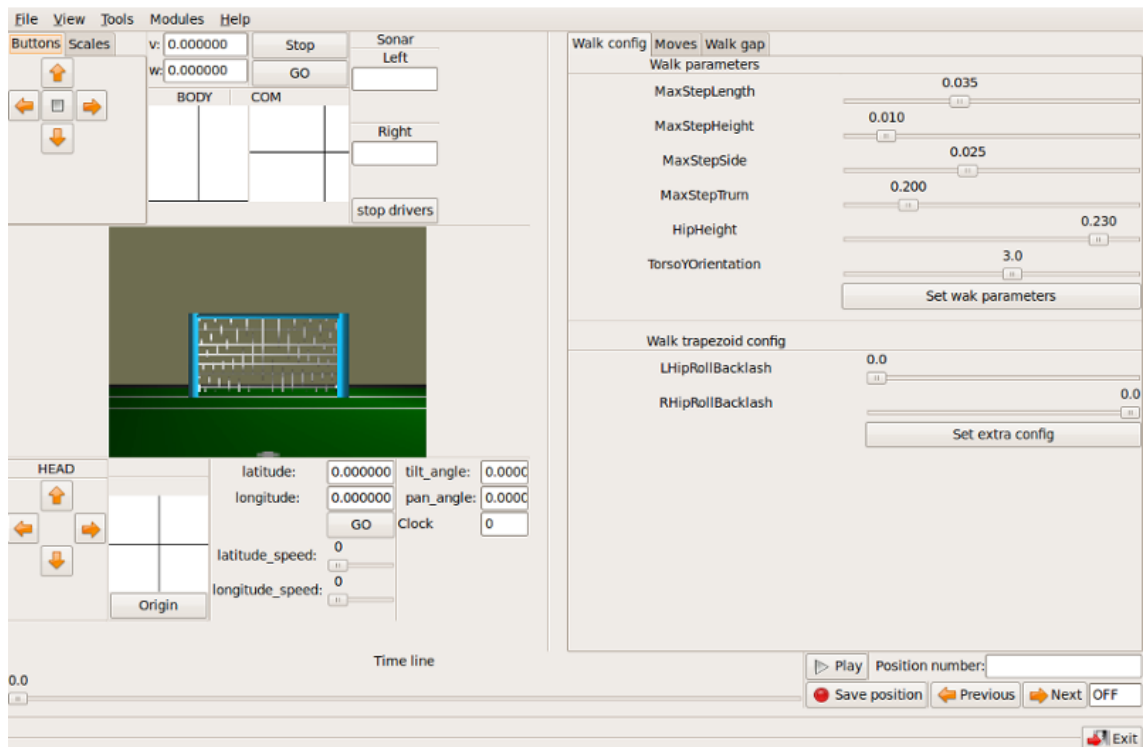 File View Tools Modules Help
Buttons Scales
v: 0.000000 Stop
w: 0.000000 GO
BODY COM
Sonar
Left
Right
stop drivers
HEAD
Origin
latitude: 0.000000 tilt_angle: 0.000(
longitude: 0.000000 pan_angle: 0.000(
GO Clock 0
latitude_speed: 0
longitude_speed: 0
Walk config Moves Walk gap
Walk parameters
MaxStepLength 0.035
MaxStepHeight 0.010
MaxStepSide 0.025
MaxStepTrurn 0.200
HipHeight 0.230
TorsoYOrientation 3.0
Set wak parameters
Walk trapezoid config
LHipRollBacklash 0.0
RHipRollBacklash 0.0
Set extra config
Time line
0.0
Play Position number:
Save position Previous Next OFF
Exit